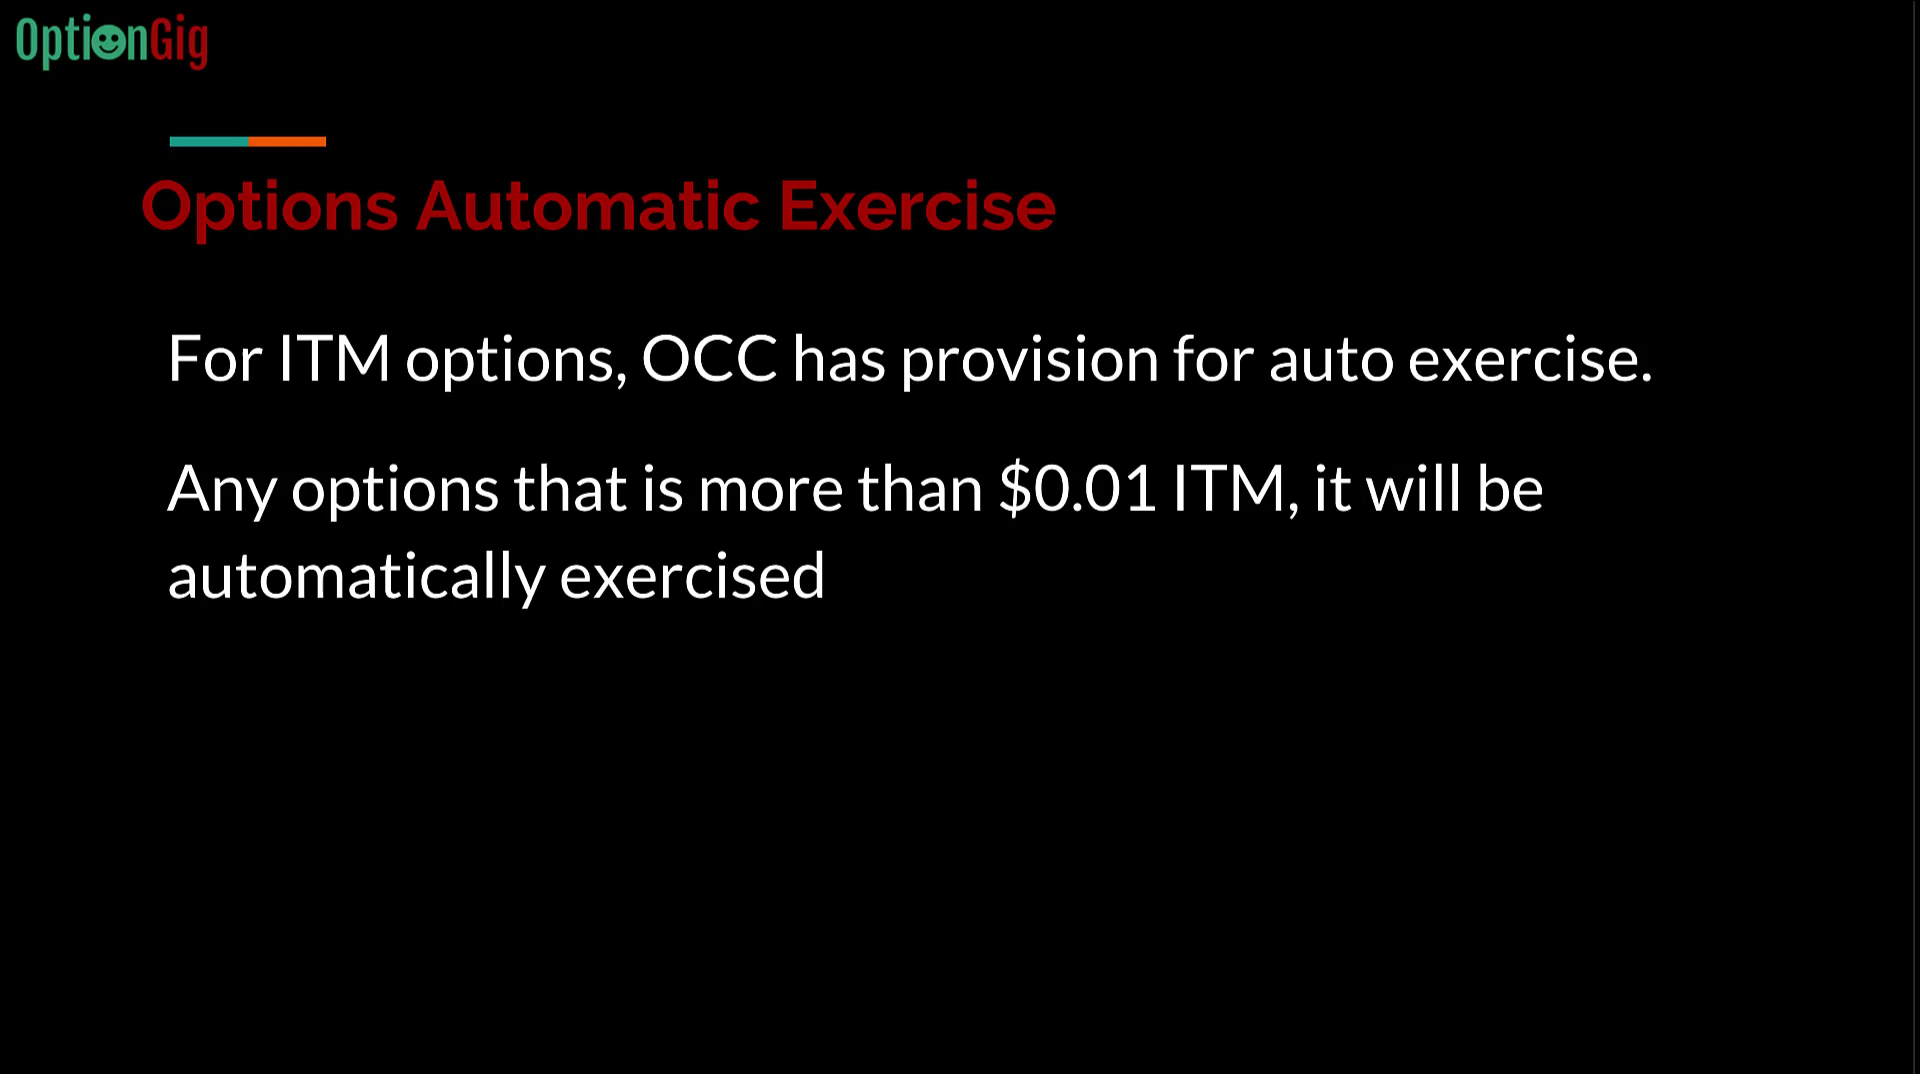 OptionGig
Options Automatic Exercise
For ITM options, OCC has provision for auto exercise.
Any options that is more than $0.01 ITM, it will be
automatically exercised